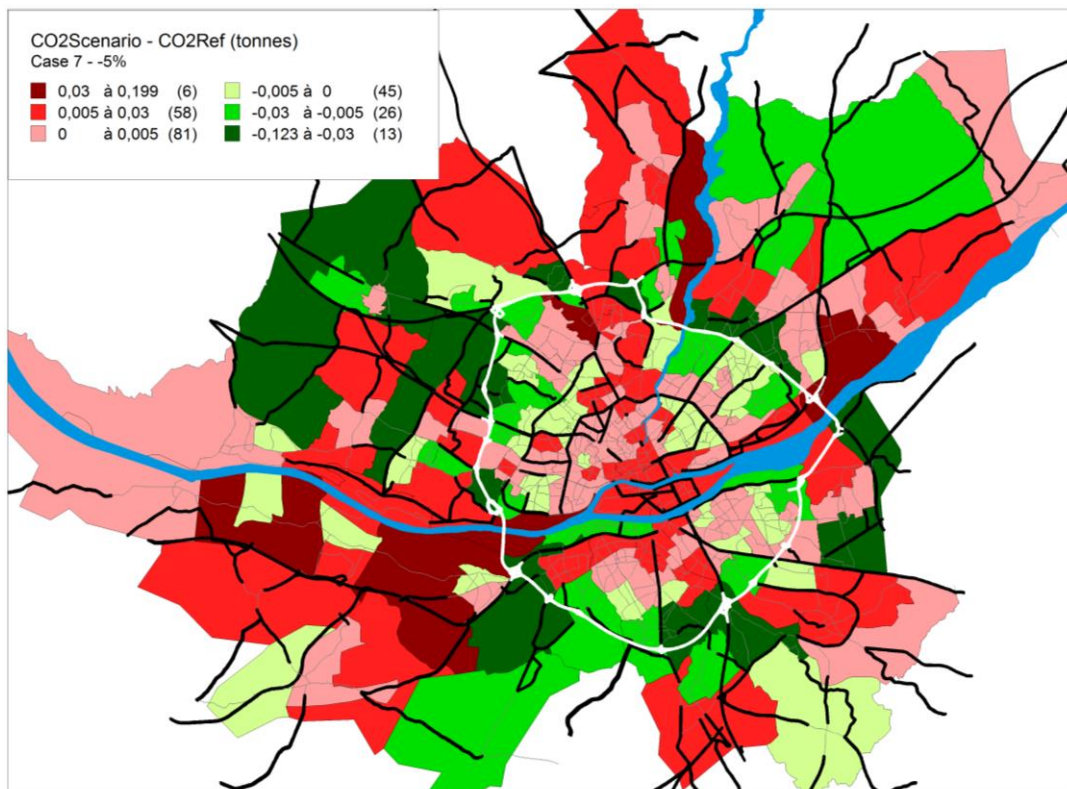 CO2Scenario - CO2Ref (tonnes)
Case 7 - -5%
0,03 à 0,199 (6) -0,005 à 0 (45)
0,005 à 0,03 (58) -0,03 à -0,005 (26)
0 à 0,005 (81) -0,123 à -0,03 (13)